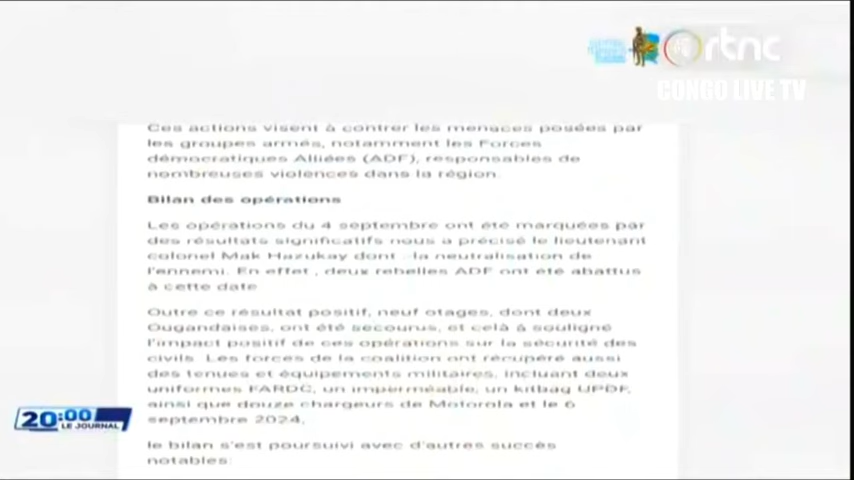 rtnc
CONGO LIVE TV
Ces actions visent à contrer les menaces posées par
les groupes armés, notamment les Forces
démocratiques Alliées (ADF), responsables de
nombreuses violences dans la région.
Bilan des opérations
Les opérations du 4 septembre ont été marquées par
des résultats significatifs nous a précisé le lieutenant
colonel Mak Hazukay dont : la neutralisation de
l'ennemi. En effet , deux rebelles ADF ont été abattus
à cette date
Outre ce résultat positif, neuf otages, dont deux
Ougandaises, ont été secourus, et celà à souligné
l'impact positif de ces opérations sur la sécurité des
civils. Les forces de la coalition ont récupéré aussi
des tenues et équipements militaires, incluant deux
uniformes FARDC, un imperméable, un kitbag UPDF,
ainsi que douze chargeurs de Motorola et le 6
septembre 2024,
le bilan s'est poursuivi avec d'autres succès
notables:
20:00
LE JOURNAL